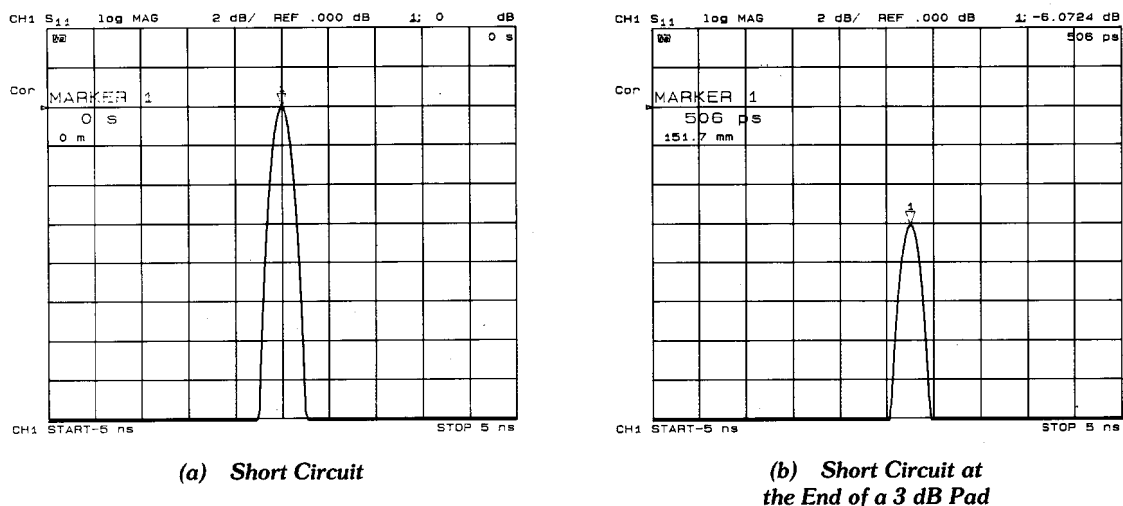 CH1 S11 log MAG 2 dB/ REF .000 dB 1; 0 dB
0 s
Cor
MARKER 1
0 s
0 m
1
CH1 START-5 ns STOP 5 ns
(a) Short Circuit
CH1 S11 log MAG 2 dB/ REF .000 dB 1; -6.0724 dB
506 ps
Cor
MARKER 1
506 ps
151.7 mm
1
CH1 START-5 ns STOP 5 ns
(b) Short Circuit at
the End of a 3 dB Pad